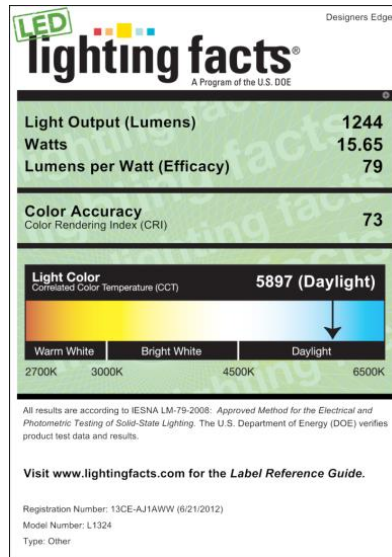 Designers Edge
LED
lighting facts®
A Program of the U.S. DOE
Light Output (Lumens) 1244
Watts 15.65
Lumens per Watt (Efficacy) 79
Color Accuracy
Color Rendering Index (CRI) 73
Light Color
Correlated Color Temperature (CCT) 5897 (Daylight)
Warm White Bright White Daylight
2700K 3000K 4500K 6500K
All results are according to IESNA LM-79-2008: Approved Method for the Electrical and
Photometric Testing of Solid-State Lighting. The U.S. Department of Energy (DOE) verifies
product test data and results.
Visit www.lightingfacts.com for the Label Reference Guide.
Registration Number: 13CE-AJ1AWW (6/21/2012)
Model Number: L1324
Type: Other